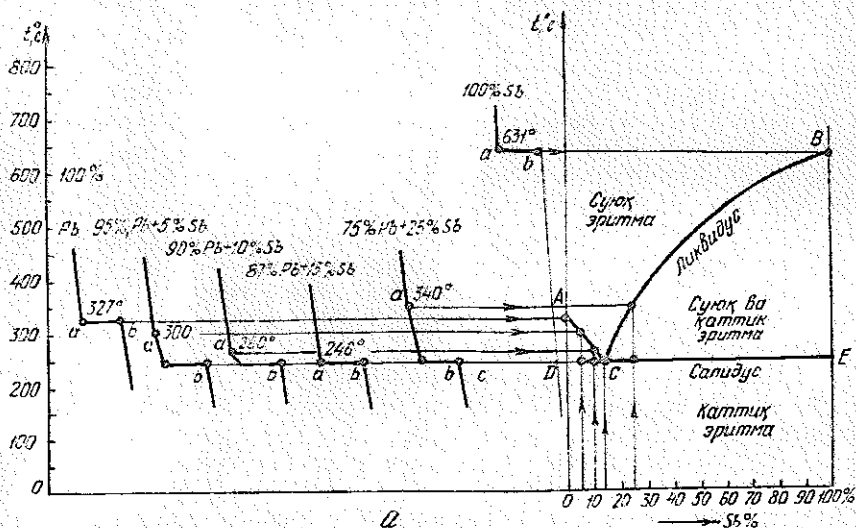 t,°c
800
700
600
500
400
300
200
100
0
100%
Pb
95% Pb+5% Sb
90% Pb+10% Sb
87% Pb+13% Sb
75% Pb+25% Sb
100% Sb
327°
a
b
300
a
b
260°
a
b
246°
a
b
340°
a
b
c
631°
a
b
t,°c
A
B
C
D
E
Суюқ
эритма
Ликвидус
Суюқ ва
қаттиқ
эритма
Салидус
Қаттиқ
эритма
0 10 20 30 40 50 60 70 80 90 100%
Sb%
a